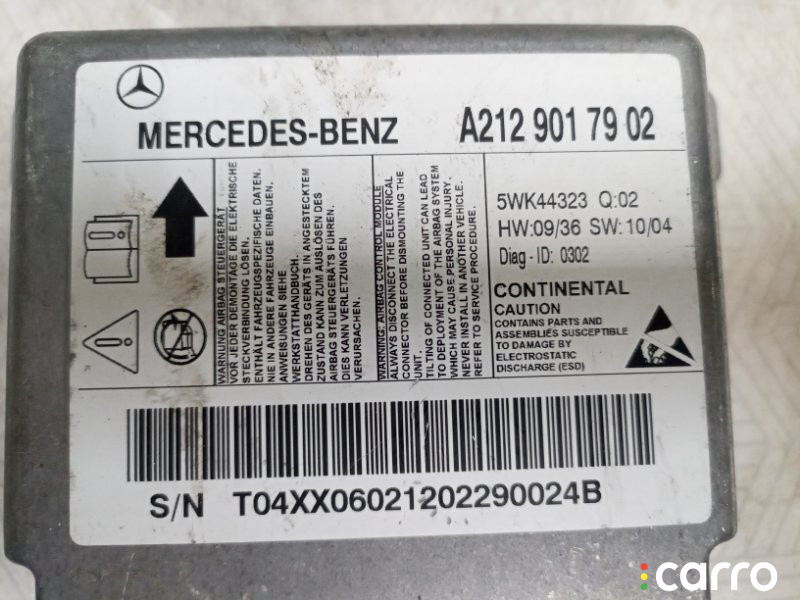 MERCEDES-BENZ
A212 901 79 02
WARNUNG AIRBAG STEUERGERÄT
VOR JEDER DEMONTAGE DIE ELEKTRISCHE
STECKVERBINDUNG LÖSEN.
ENTHÄLT FAHRZEUGSPEZIFISCHE DATEN.
NIE IN ANDERE FAHRZEUGE EINBAUEN.
ANWEISUNGEN SIEHE
WERKSTATTHANDBUCH.
DREHEN DES GERÄTS IN ANGESTECKTEM
ZUSTAND KANN ZUM AUSLÖSEN DES
AIRBAG STEUERGERÄTS FÜHREN.
DIES KANN VERLETZUNGEN
VERURSACHEN.
WARNING: AIRBAG CONTROL MODULE
ALWAYS DISCONNECT THE ELECTRICAL
CONNECTOR BEFORE DISMOUNTING THE
UNIT.
TILTING OF CONNECTED UNIT CAN LEAD
TO DEPLOYMENT OF THE AIRBAG SYSTEM
WHICH MAY CAUSE PERSONAL INJURY.
NEVER INSTALL IN ANOTHER VEHICLE.
REFER TO SERVICE PROCEDURE.
5WK44323 Q:02
HW:09/36 SW:10/04
Diag-ID: 0302
CONTINENTAL
CAUTION
CONTAINS PARTS AND
ASSEMBLIES SUSCEPTIBLE
TO DAMAGE BY
ELECTROSTATIC
DISCHARGE (ESD)
S/N T04XX06021202290024B
carro